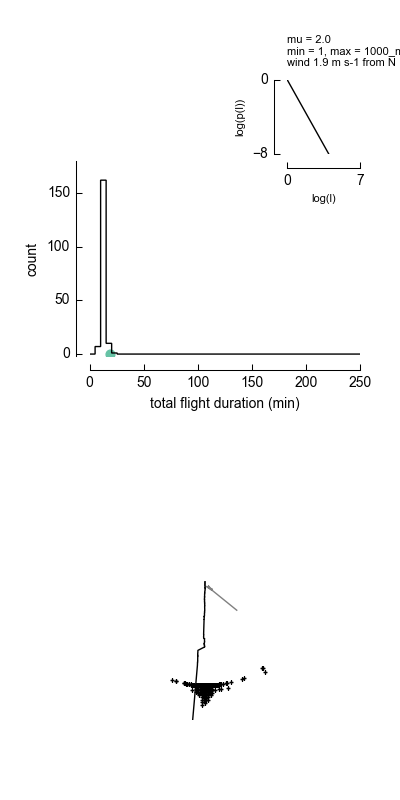 mu = 2.0
min = 1, max = 1000_m
wind 1.9 m s-1 from N
log(p(l))
0
−8
0 7
log(l)
count
150
100
50
0
0 50 100 150 200 250
total flight duration (min)